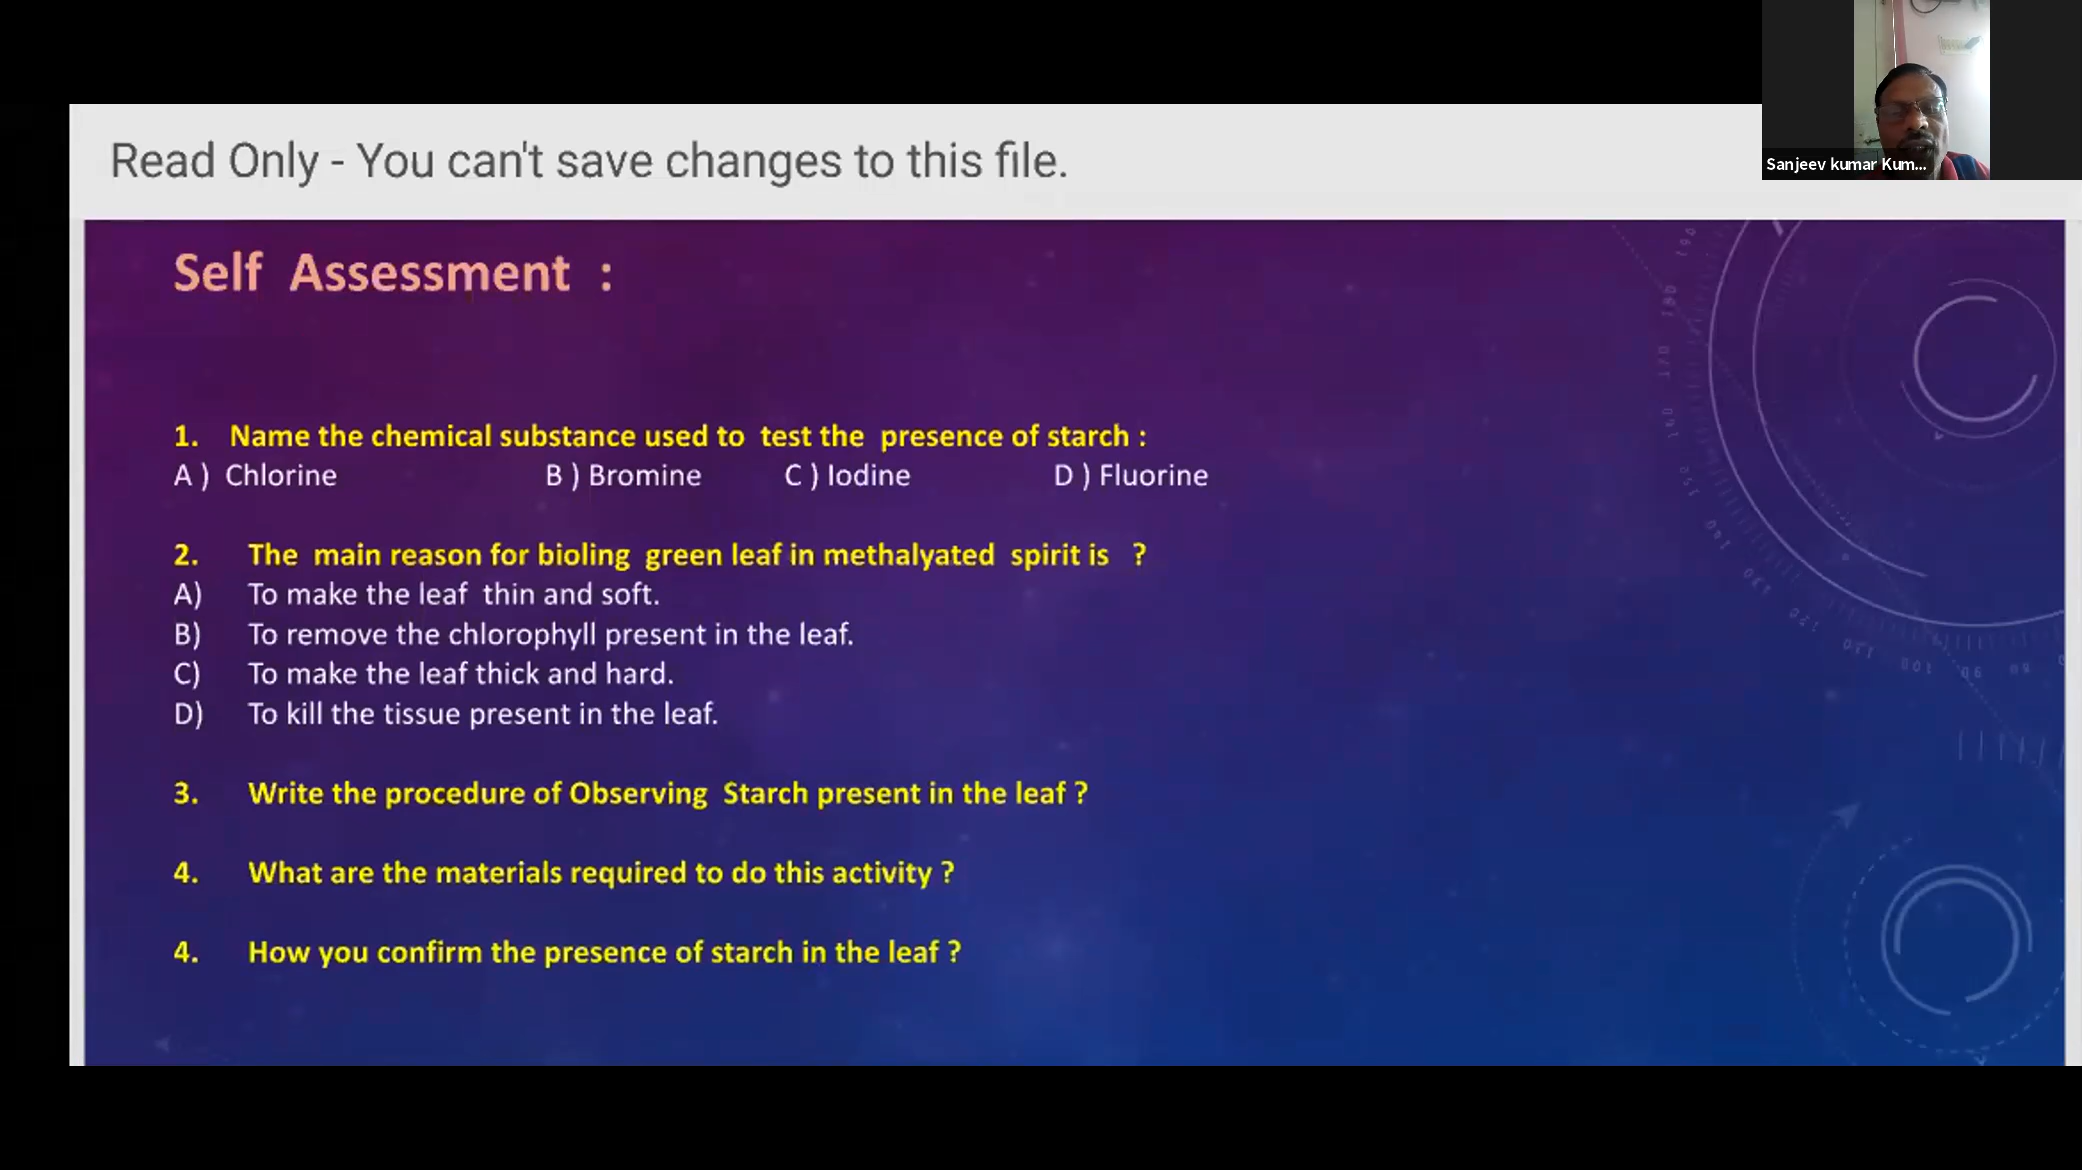 Sanjeev kumar Kum...
Read Only - You can't save changes to this file.
Self Assessment :
1. Name the chemical substance used to test the presence of starch :
A ) Chlorine B ) Bromine C ) Iodine D ) Fluorine
2. The main reason for bioling green leaf in methalyated spirit is ?
A) To make the leaf thin and soft.
B) To remove the chlorophyll present in the leaf.
C) To make the leaf thick and hard.
D) To kill the tissue present in the leaf.
3. Write the procedure of Observing Starch present in the leaf ?
4. What are the materials required to do this activity ?
4. How you confirm the presence of starch in the leaf ?